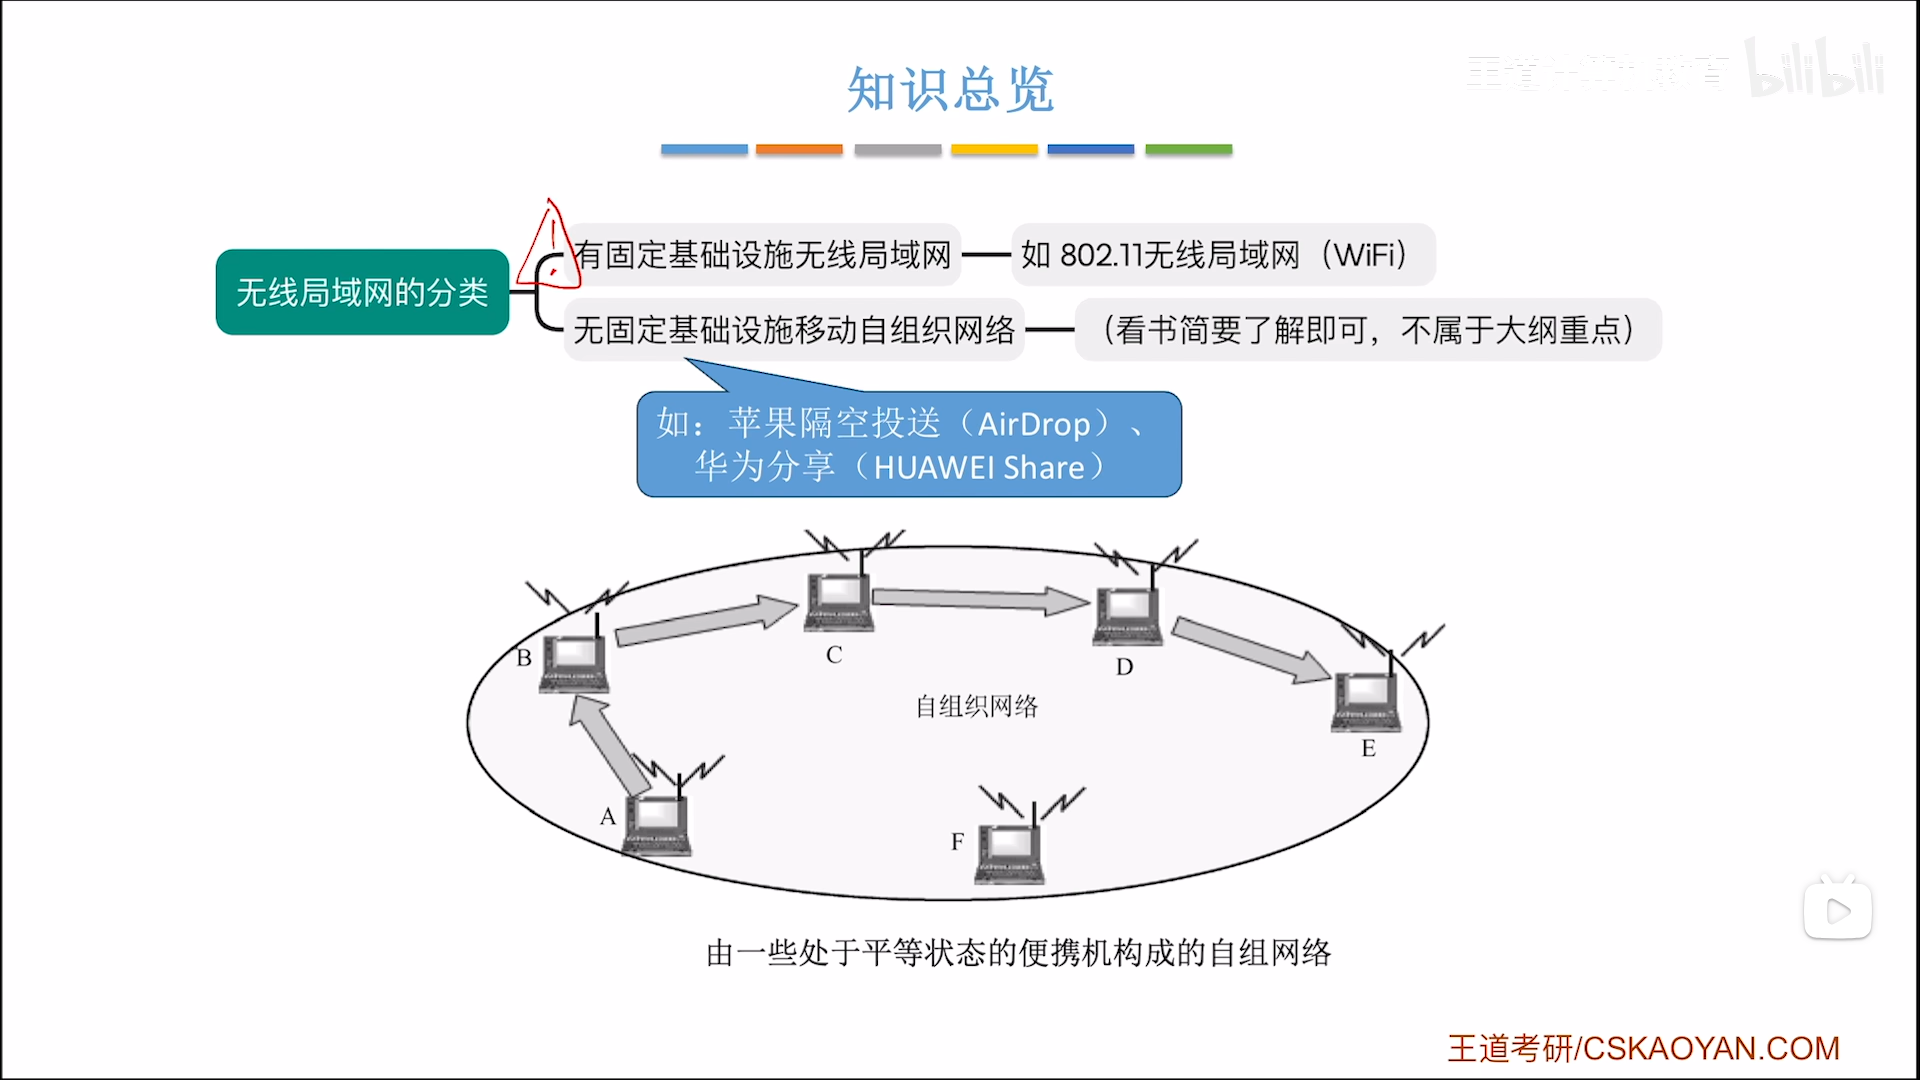 知识总览
王道计算机教育 bilibili
有固定基础设施无线局域网
如 802.11无线局域网（WiFi）
无线局域网的分类
无固定基础设施移动自组织网络
（看书简要了解即可，不属于大纲重点）
如：苹果隔空投送（AirDrop）、
华为分享（HUAWEI Share）
B
C
D
E
自组织网络
A
F
由一些处于平等状态的便携机构成的自组网络
王道考研/CSKAOYAN.COM